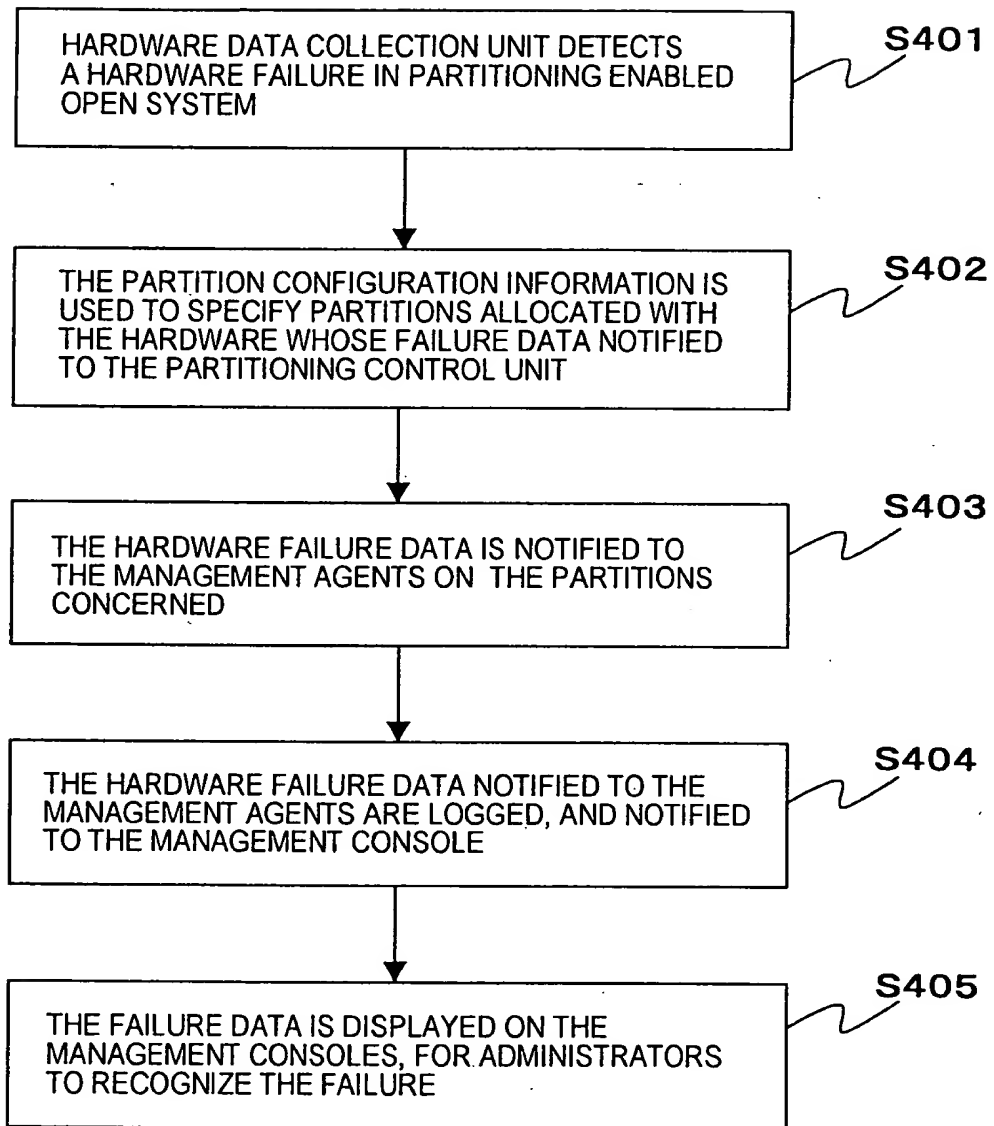 HARDWARE DATA COLLECTION UNIT DETECTS
A HARDWARE FAILURE IN PARTITIONING ENABLED
OPEN SYSTEM
S401
THE PARTITION CONFIGURATION INFORMATION IS
USED TO SPECIFY PARTITIONS ALLOCATED WITH
THE HARDWARE WHOSE FAILURE DATA NOTIFIED
TO THE PARTITIONING CONTROL UNIT
S402
THE HARDWARE FAILURE DATA IS NOTIFIED TO
THE MANAGEMENT AGENTS ON THE PARTITIONS
CONCERNED
S403
THE HARDWARE FAILURE DATA NOTIFIED TO THE
MANAGEMENT AGENTS ARE LOGGED, AND NOTIFIED
TO THE MANAGEMENT CONSOLE
S404
THE FAILURE DATA IS DISPLAYED ON THE
MANAGEMENT CONSOLES, FOR ADMINISTRATORS
TO RECOGNIZE THE FAILURE
S405